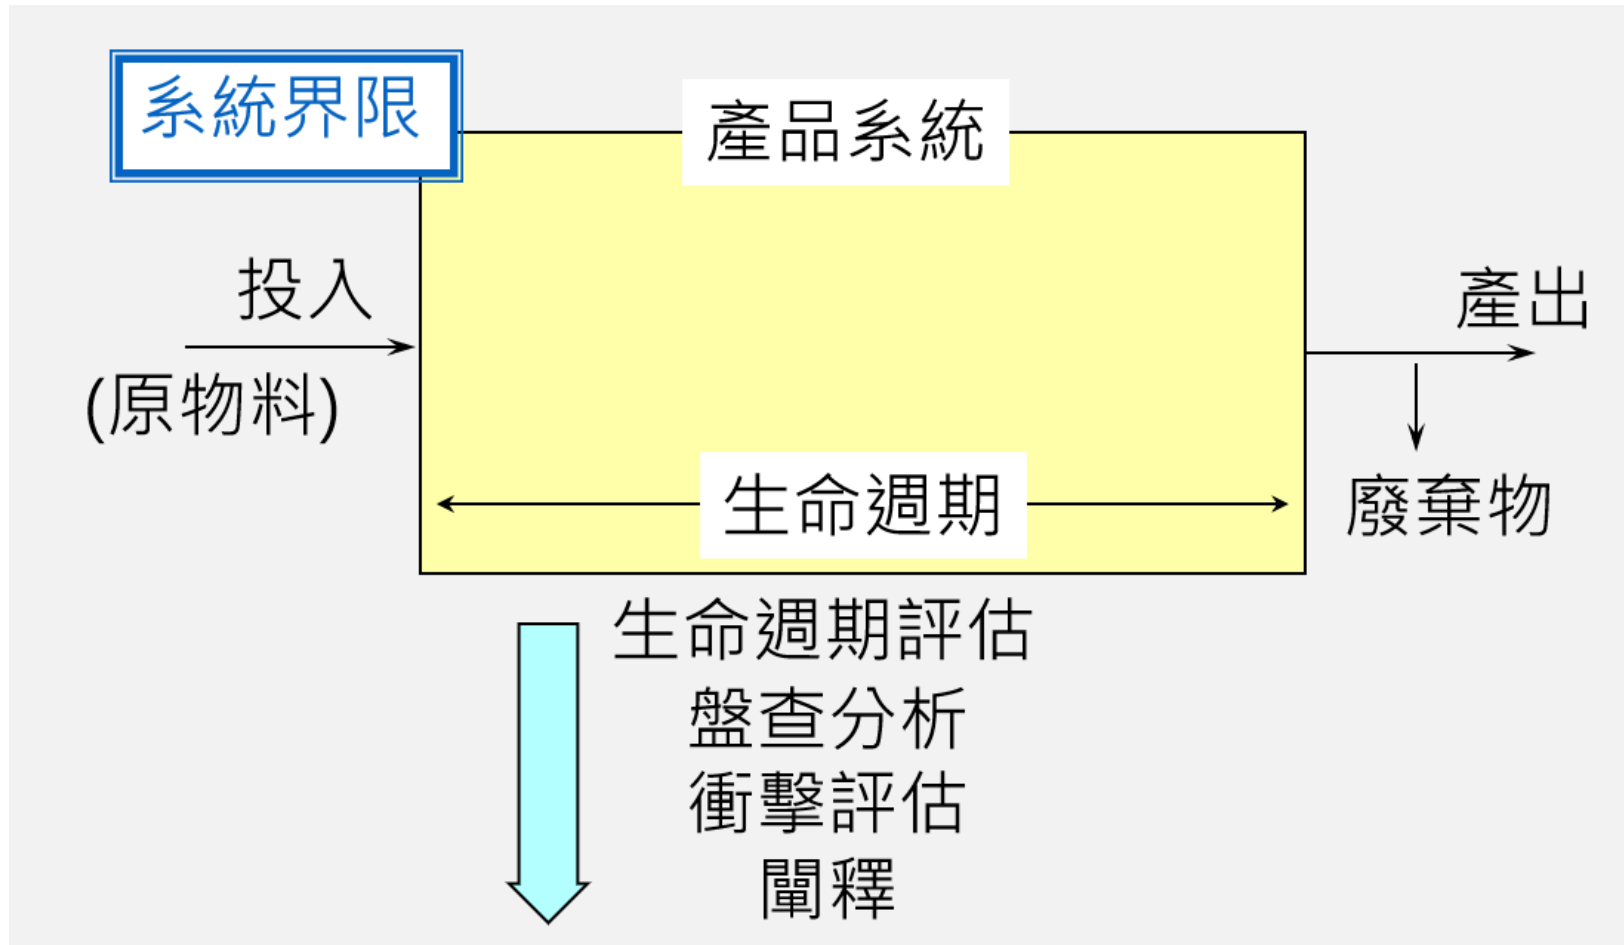 系統界限
產品系統
投入
(原物料)
產出
廢棄物
生命週期
生命週期評估
盤查分析
衝擊評估
闡釋